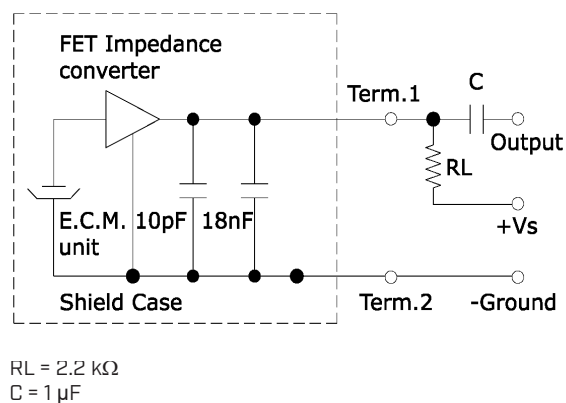 FET Impedance
converter
Term.1
C
Output
RL
+Vs
E.C.M.
unit
10pF
18nF
Shield Case
Term.2
-Ground
RL = 2.2 kΩ
C = 1 µF